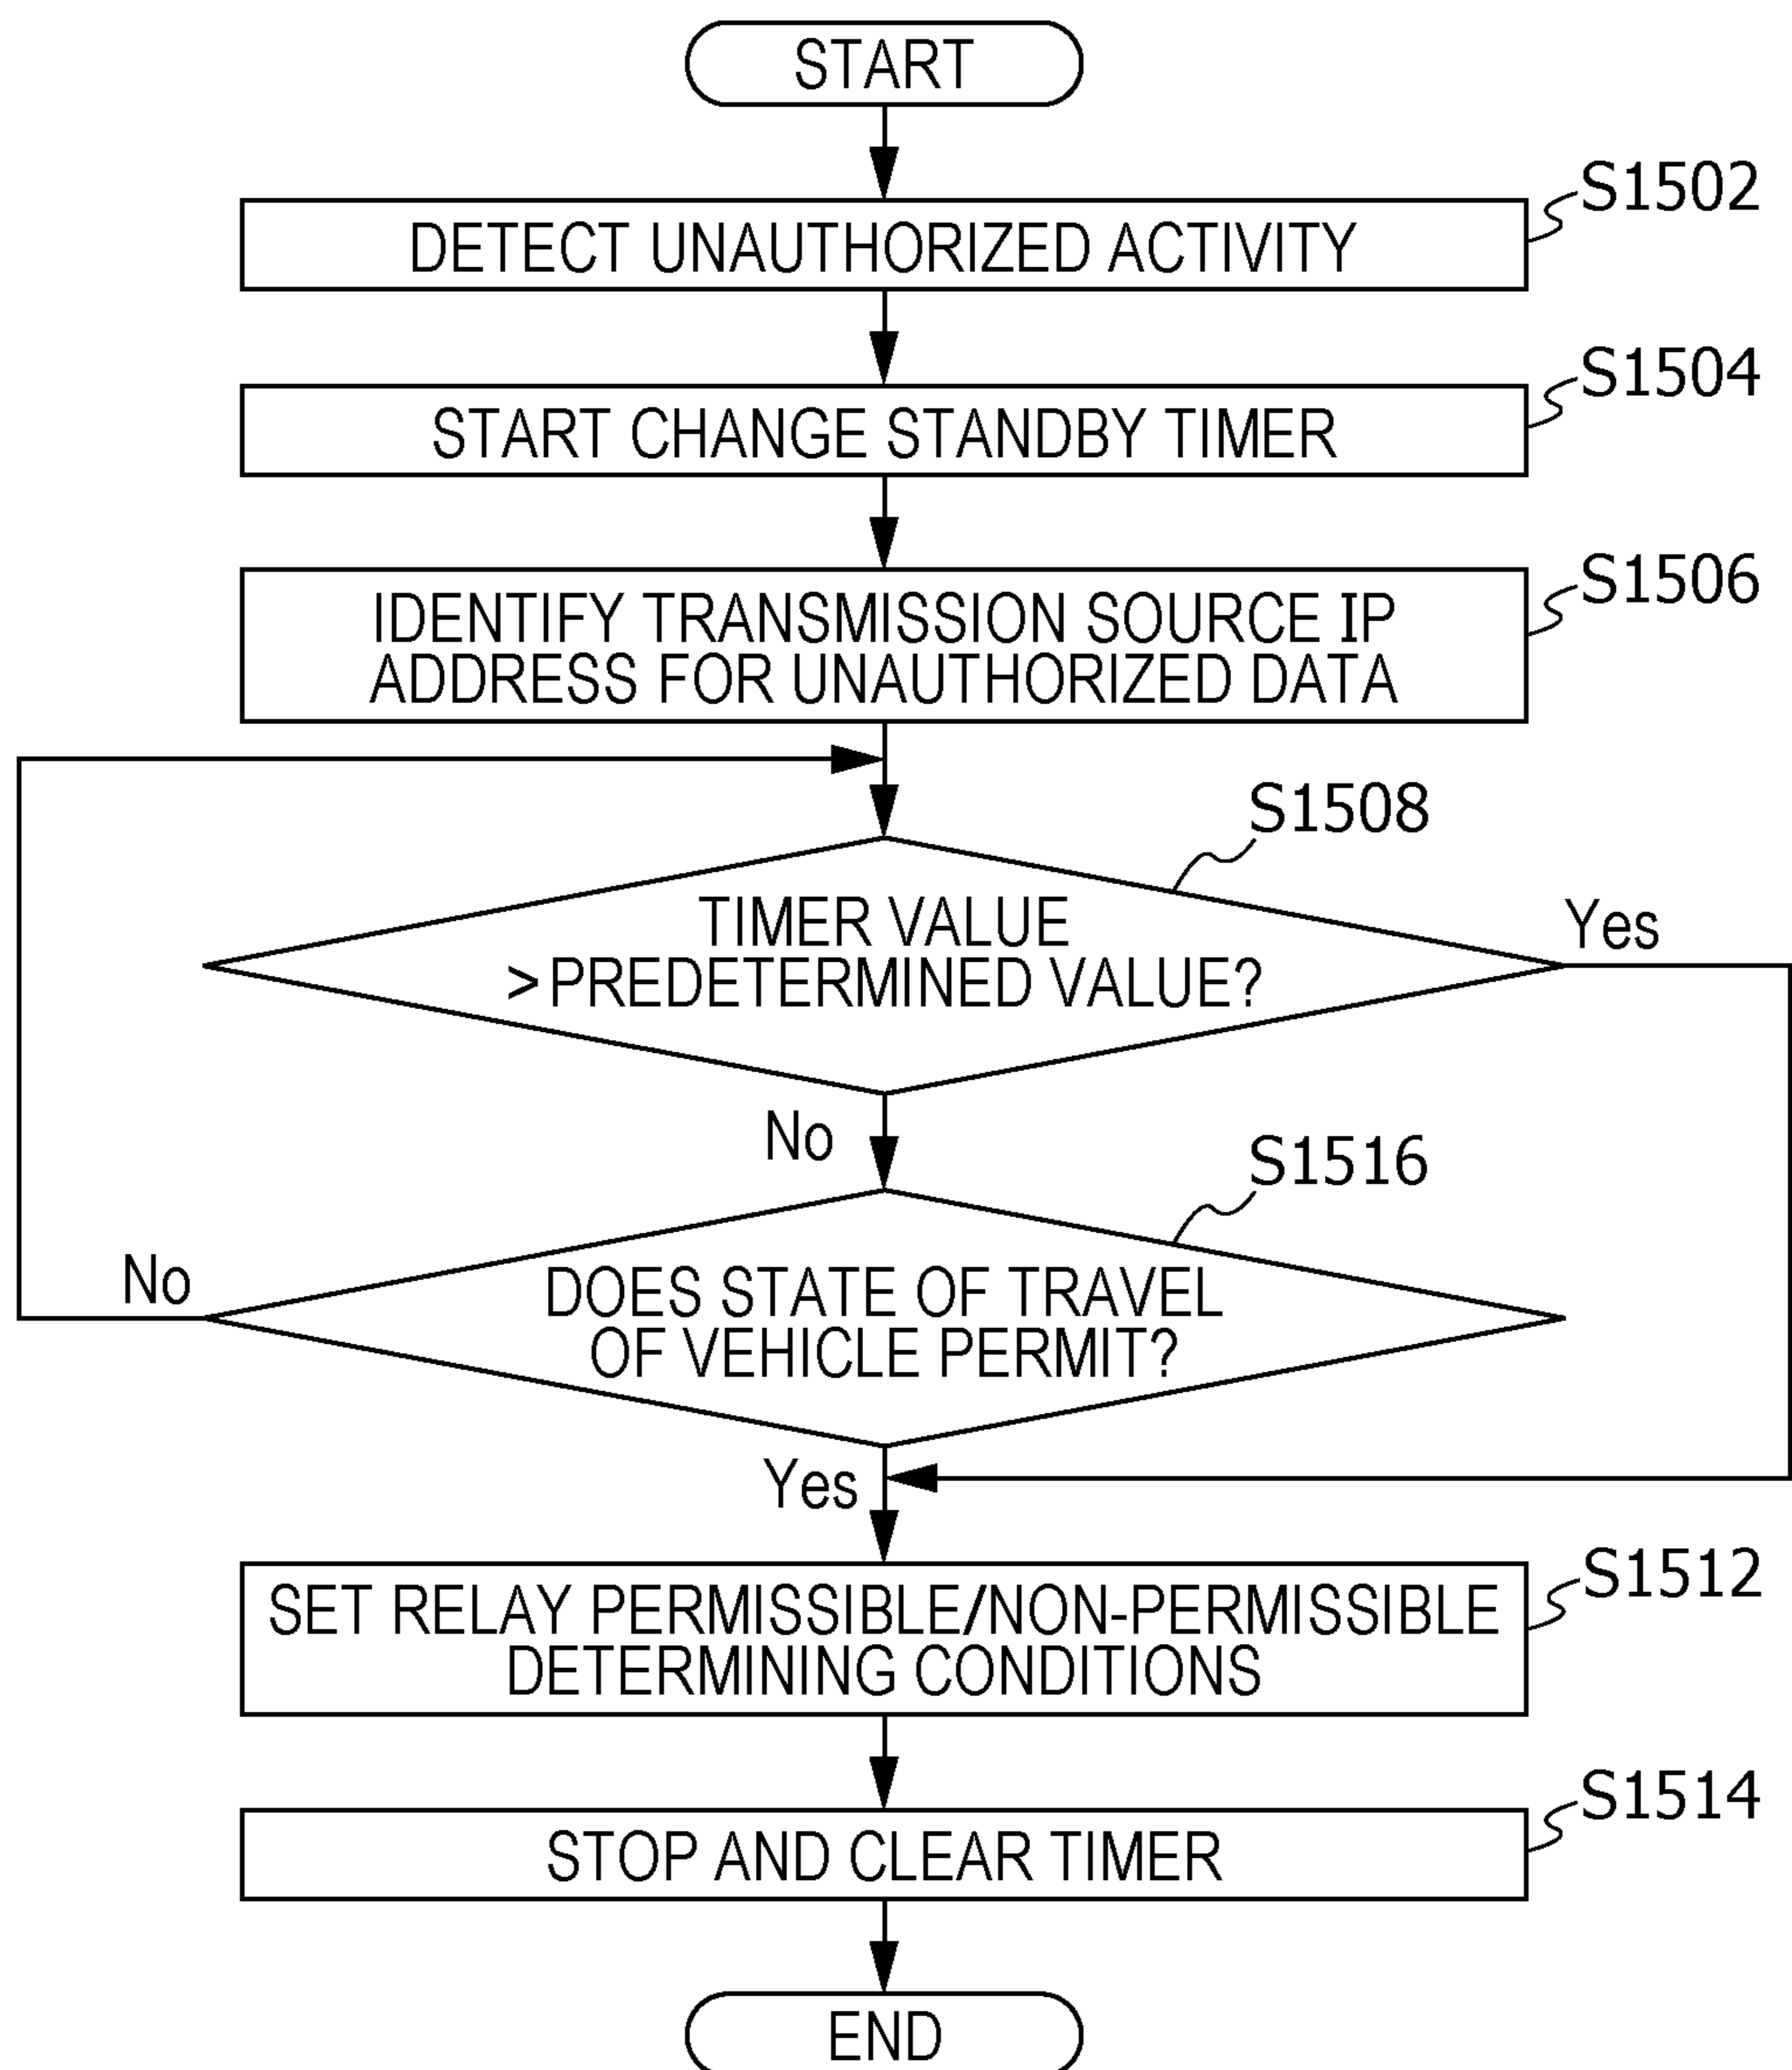 START
S1502
DETECT UNAUTHORIZED ACTIVITY
S1504
START CHANGE STANDBY TIMER
S1506
IDENTIFY TRANSMISSION SOURCE IP
ADDRESS FOR UNAUTHORIZED DATA
S1508
TIMER VALUE
>PREDETERMINED VALUE?
Yes
No
S1516
DOES STATE OF TRAVEL
OF VEHICLE PERMIT?
No
Yes
S1512
SET RELAY PERMISSIBLE/NON-PERMISSIBLE
DETERMINING CONDITIONS
S1514
STOP AND CLEAR TIMER
END